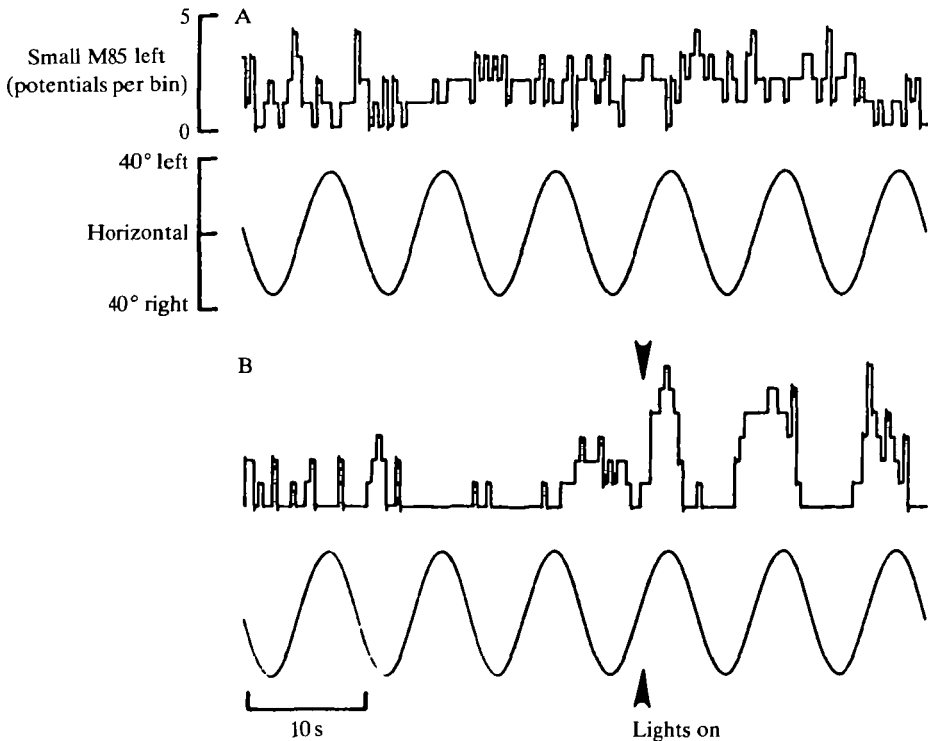 A
5
Small M85 left
(potentials per bin)
0
40° left
Horizontal
40° right
B
10 s
Lights on